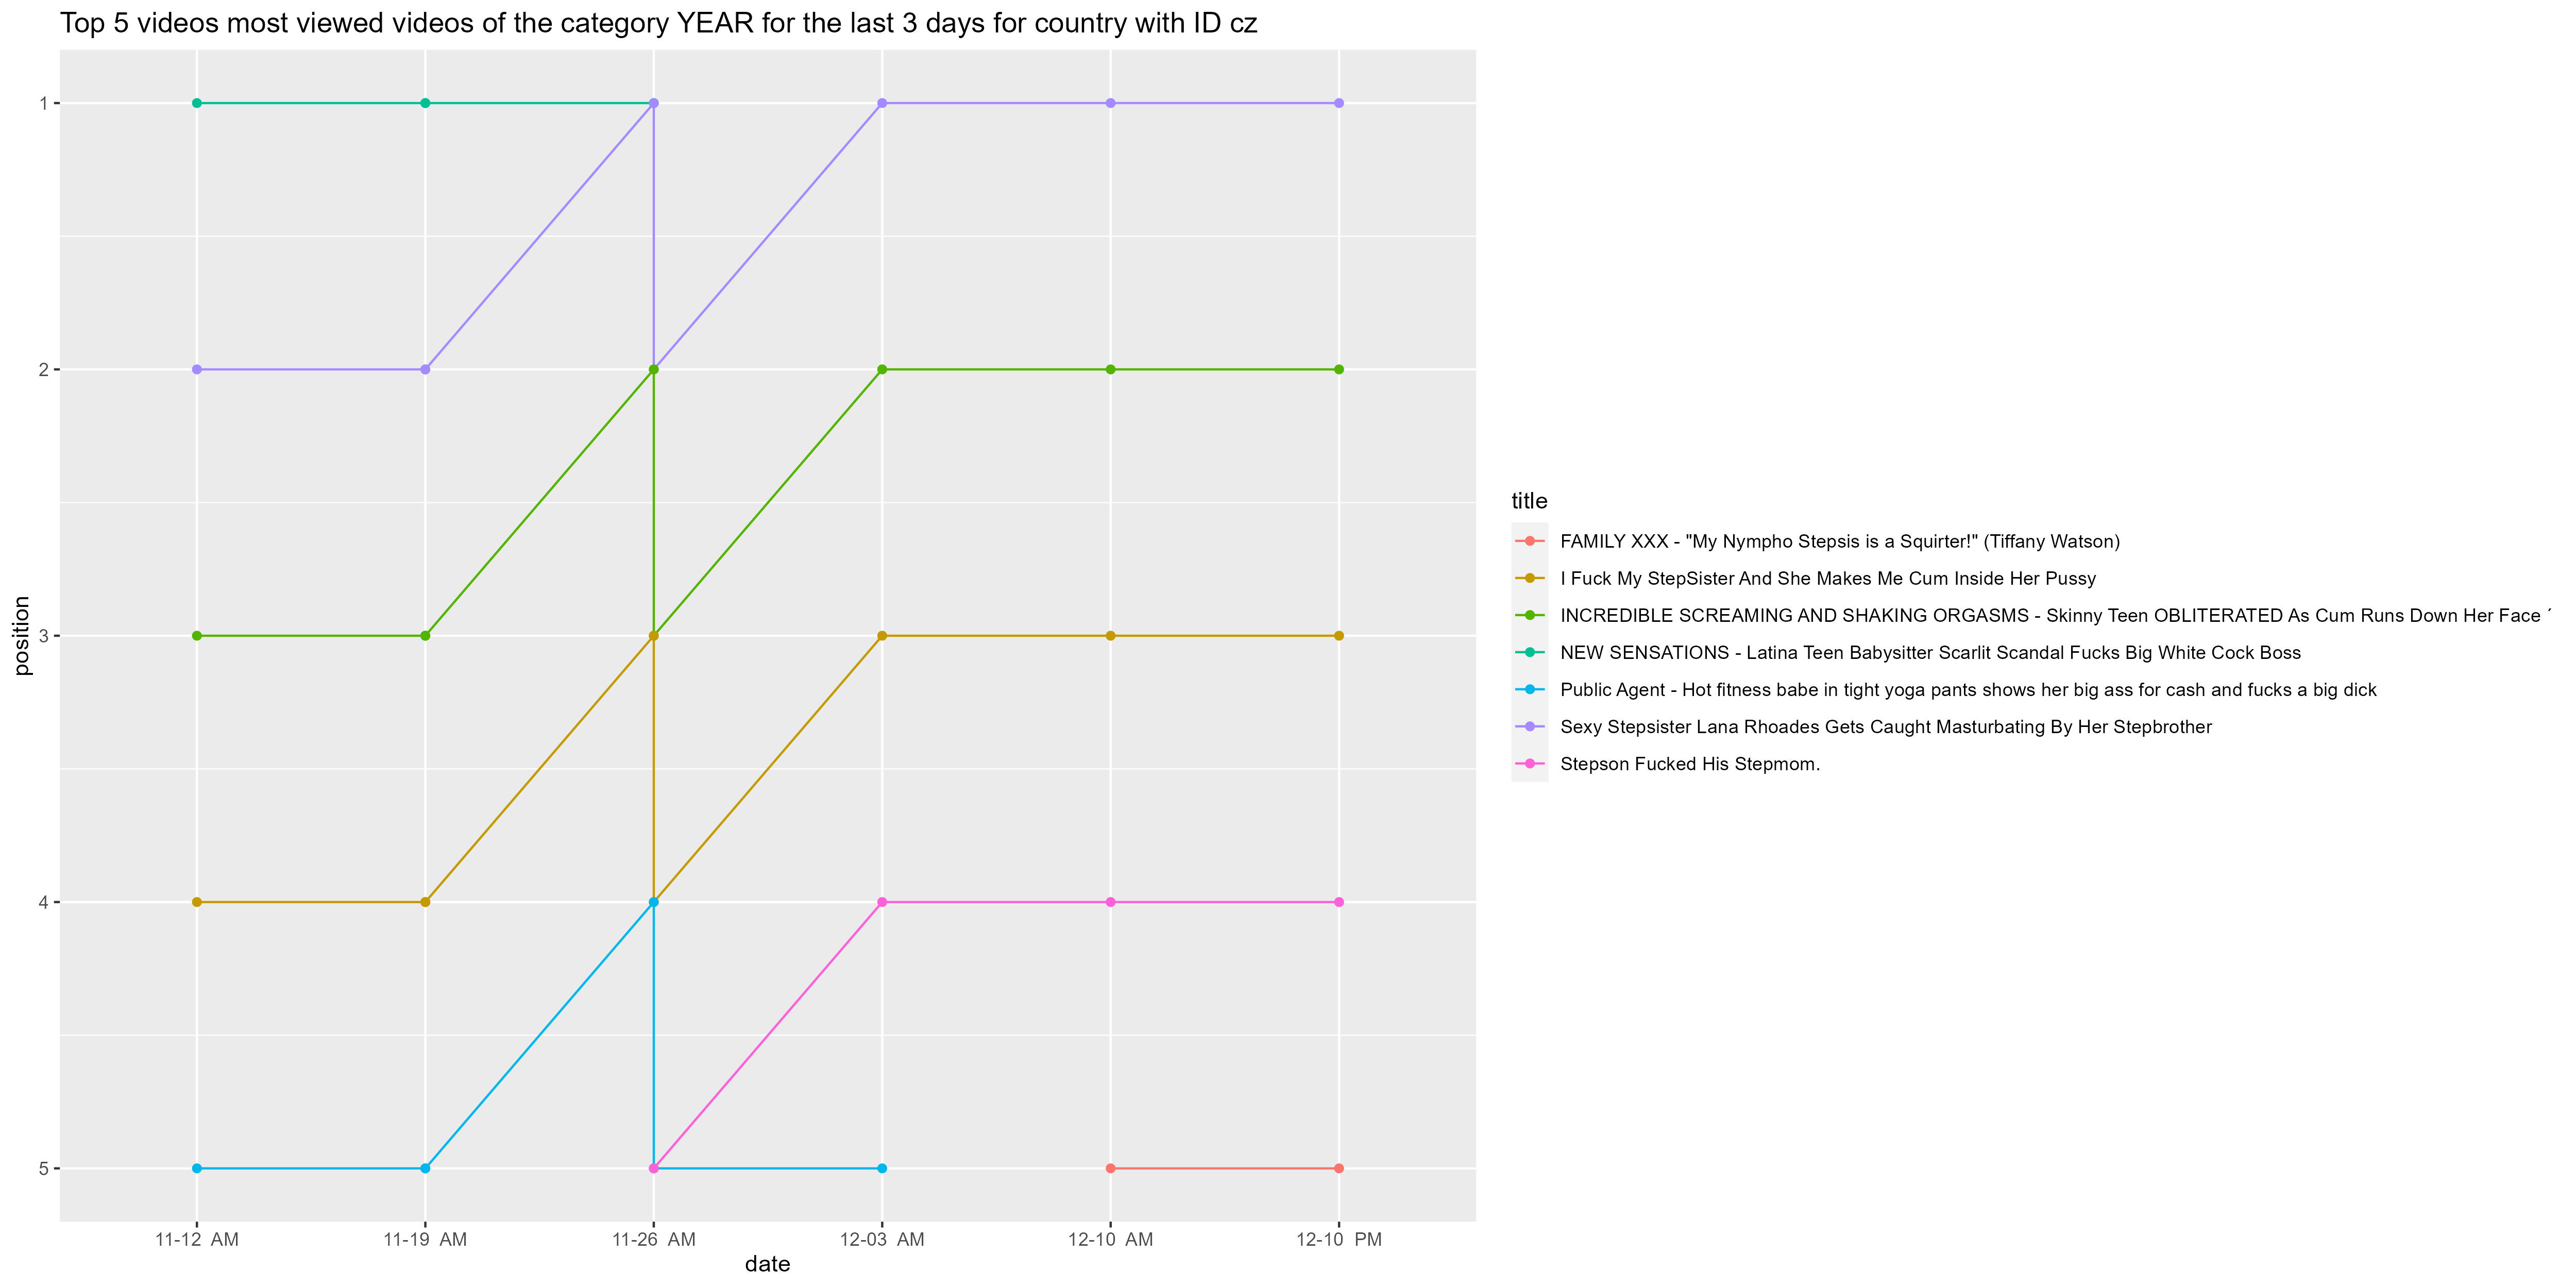 Top 5 videos most viewed videos of the category YEAR for the last 3 days for country with ID cz
1
2
3
4
5
position
11-12 AM
11-19 AM
11-26 AM
12-03 AM
12-10 AM
12-10 PM
date
title
FAMILY XXX - "My Nympho Stepsis is a Squirter!" (Tiffany Watson)
I Fuck My StepSister And She Makes Me Cum Inside Her Pussy
INCREDIBLE SCREAMING AND SHAKING ORGASMS - Skinny Teen OBLITERATED As Cum Runs Down Her Face ´
NEW SENSATIONS - Latina Teen Babysitter Scarlit Scandal Fucks Big White Cock Boss
Public Agent - Hot fitness babe in tight yoga pants shows her big ass for cash and fucks a big dick
Sexy Stepsister Lana Rhoades Gets Caught Masturbating By Her Stepbrother
Stepson Fucked His Stepmom.